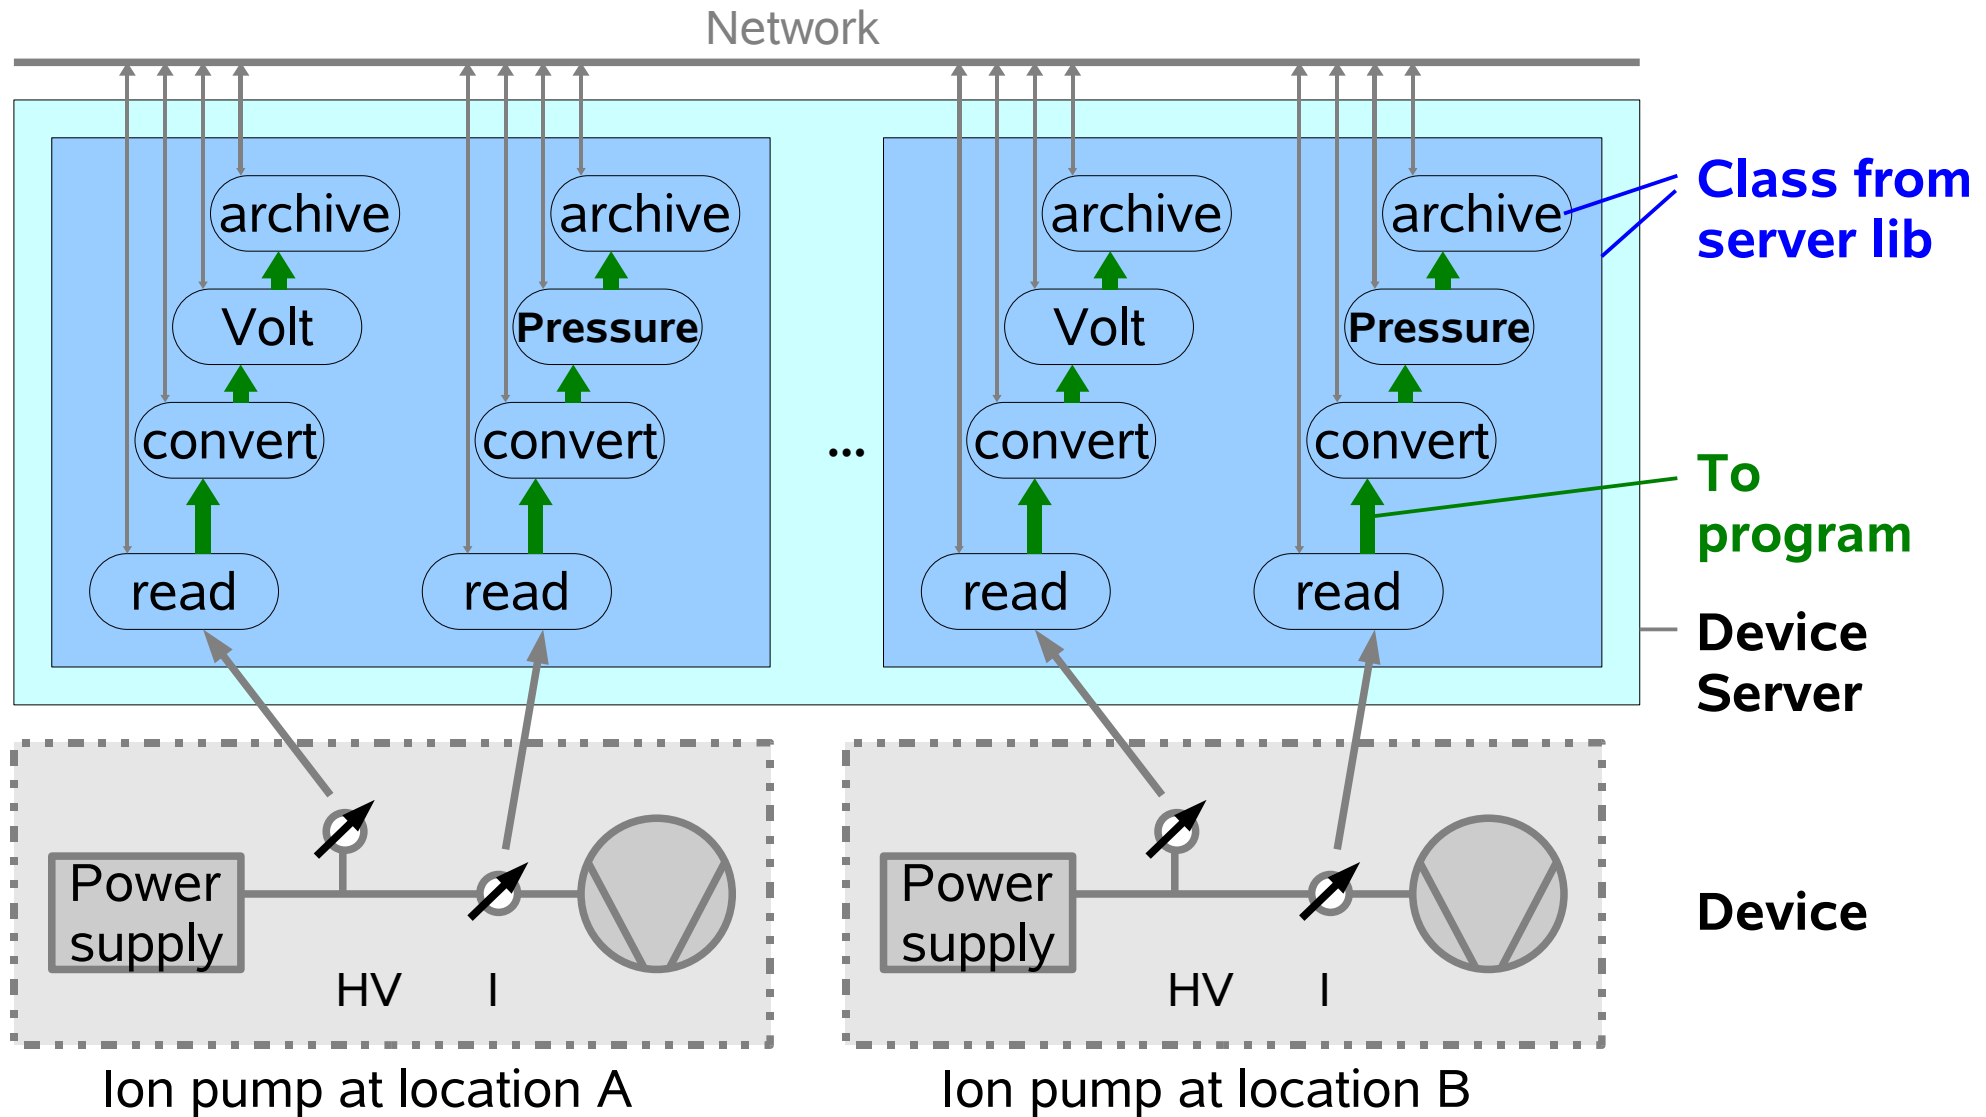 Network
archive
archive
archive
archive
Class from
server lib
Volt
Pressure
Volt
Pressure
convert
convert
...
convert
convert
To
program
read
read
read
read
Device
Server
Power
supply
HV
I
Power
supply
HV
I
Device
Ion pump at location A
Ion pump at location B